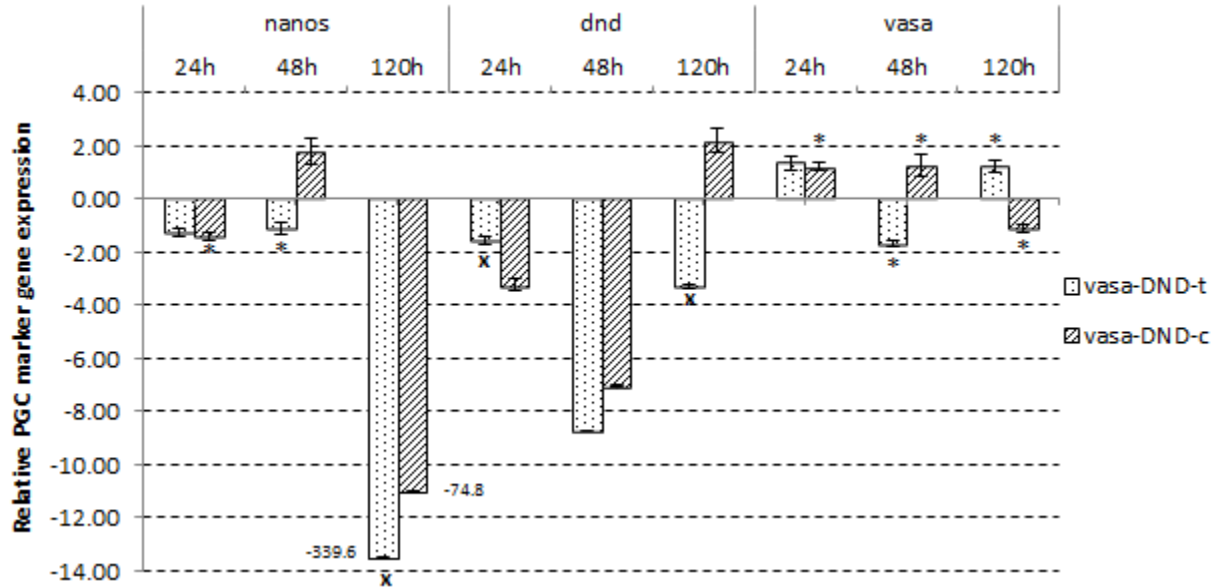 nanos dnd vasa
24h 48h 120h 24h 48h 120h 24h 48h 120h
4.00
2.00
0.00
-2.00
-4.00
-6.00
-8.00
-10.00
-12.00
-14.00
Relative PGC marker gene expression
* * *
* * x * *
x
-74.8
-339.6
x
vasa-DND-t
vasa-DND-c